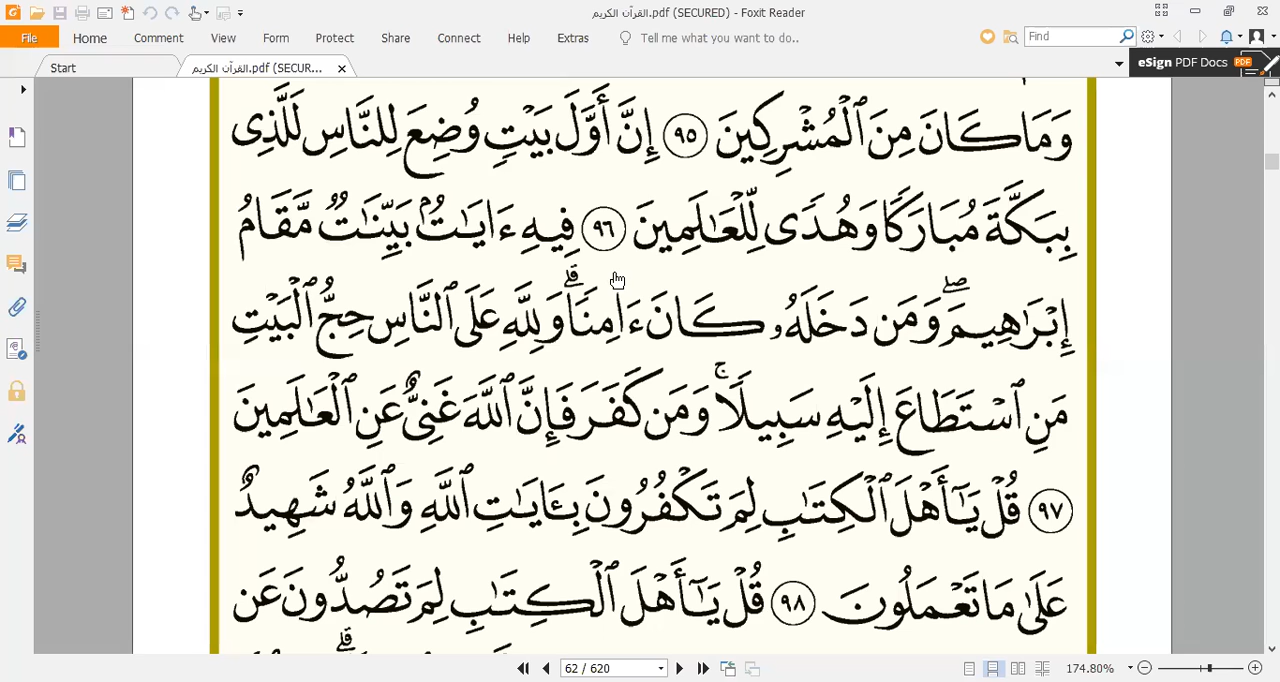 القرآن الكريم.pdf (SECURED) - Foxit Reader
File Home Comment View Form Protect Share Connect Help Extras Tell me what you want to do.. Find
Start القرآن الكريم.pdf (SECUR... eSign PDF Docs PDF
وَمَا كَانَ مِنَ ٱلْمُشْرِكِينَ ٩٥ إِنَّ أَوَّلَ بَيْتٍ وُضِعَ لِلنَّاسِ لَلَّذِى
بِبَكَّةَ مُبَارَكًا وَهُدًى لِّلْعَٰلَمِينَ ٩٦ فِيهِ ءَايَٰتٌۢ بَيِّنَٰتٌ مَّقَامُ
إِبْرَٰهِيمَۖ وَمَن دَخَلَهُۥ كَانَ ءَامِنًاۗ وَلِلَّهِ عَلَى ٱلنَّاسِ حِجُّ ٱلْبَيْتِ
مَنِ ٱسْتَطَاعَ إِلَيْهِ سَبِيلًاۚ وَمَن كَفَرَ فَإِنَّ ٱللَّهَ غَنِىٌّ عَنِ ٱلْعَٰلَمِينَ
٩٧ قُلْ يَٰٓأَهْلَ ٱلْكِتَٰبِ لِمَ تَكْفُرُونَ بِـَٔايَٰتِ ٱللَّهِ وَٱللَّهُ شَهِيدٌ
عَلَىٰ مَا تَعْمَلُونَ ٩٨ قُلْ يَٰٓأَهْلَ ٱلْكِتَٰبِ لِمَ تَصُدُّونَ عَن
62 / 620 174.80%